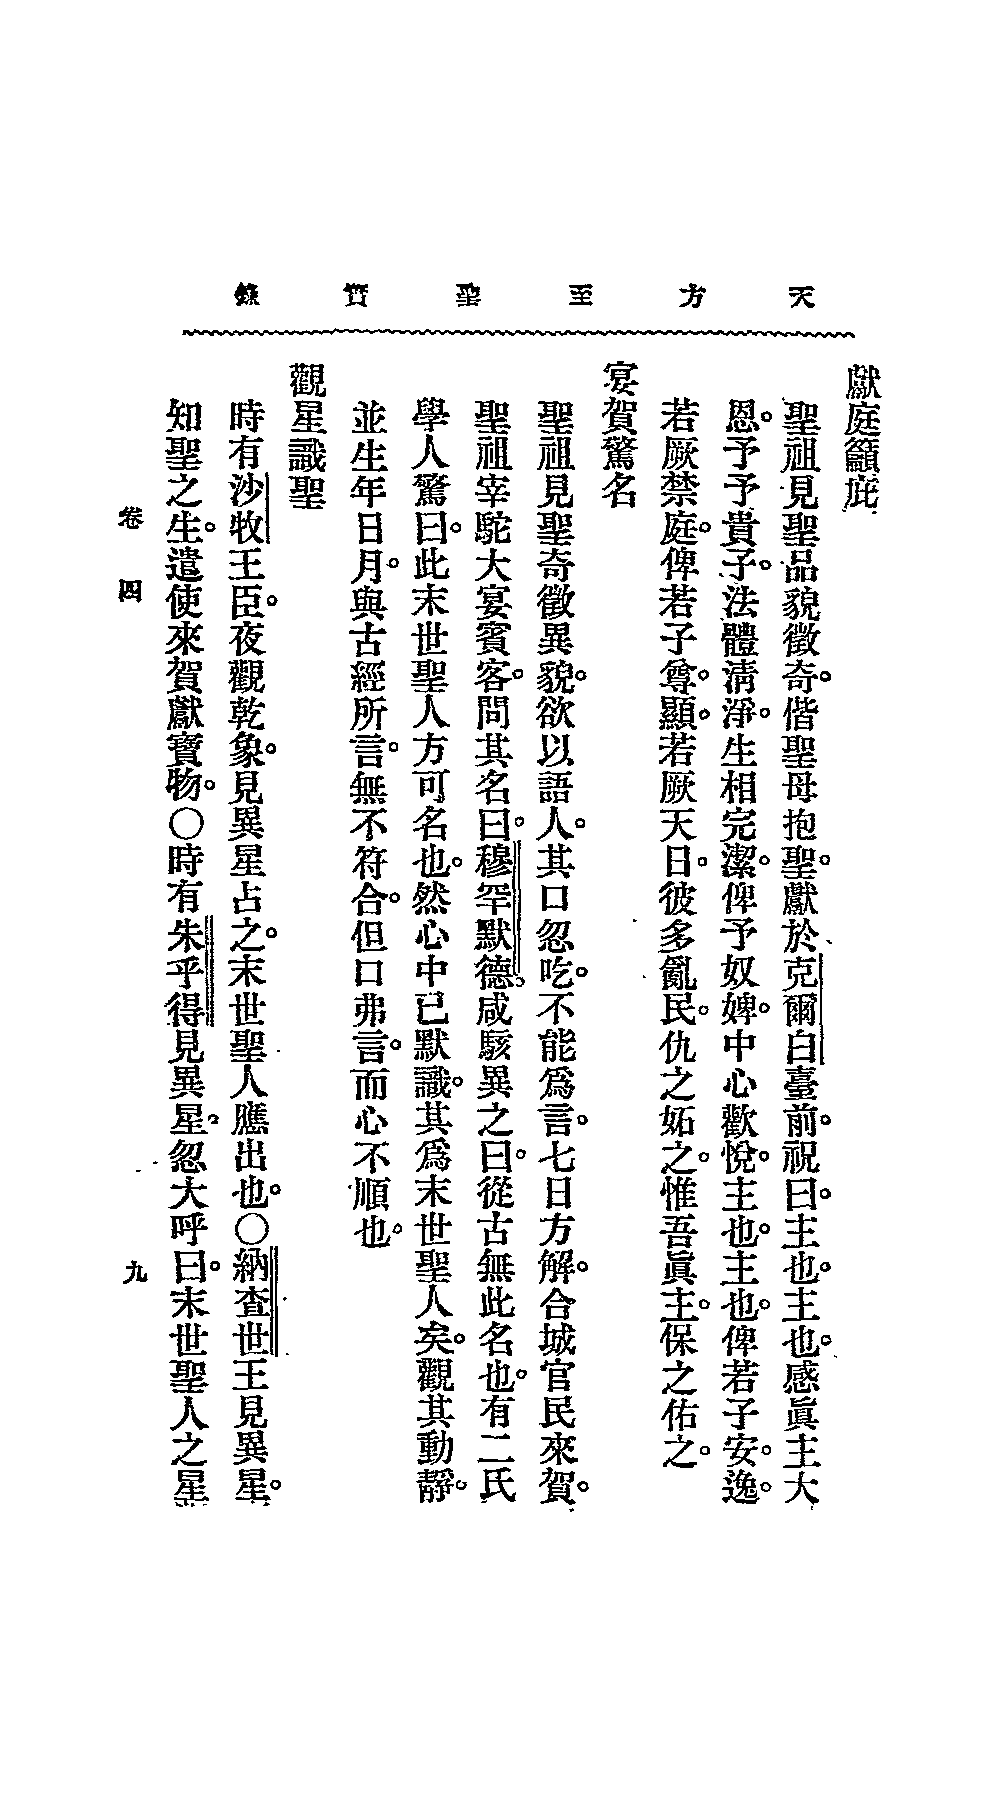 天方至聖實錄
獻庭籲庇
聖祖見聖品貌徵奇。偕聖母抱聖。獻於克爾白臺前。祝曰。主也。主也。感眞主大
恩。予予貴子。法體清淨。生相完潔。俾予奴婢。中心歡悅。主也。主也。俾若子安。逸。
若厥禁庭。俾若子尊。顯。若厥天日。彼多亂民。仇之妬之。惟吾眞主。保之佑之。
宴賀驚名
聖祖見聖奇徵異貌。欲以語人。其口忽吃。不能爲言。七日方解。合城官民來賀。
聖祖宰駝大宴賓客。問其名曰。穆罕默德。咸駭異之曰。從古無此名也。有二氏
學人驚曰。此末世聖人方可名也。然心中已默識。其爲末世聖人矣。觀其動靜。
並生年日月。與古經所言。無不符合。但口弗言。而心不順也。
觀星識聖
時有沙牧王臣。夜觀乾象。見異星占之。末世聖人應出也。〇納查世王見異星。
知聖之生。遣使來賀獻寶物。〇時有朱乎得見異星。忽大呼曰。末世聖人之星
卷四
九